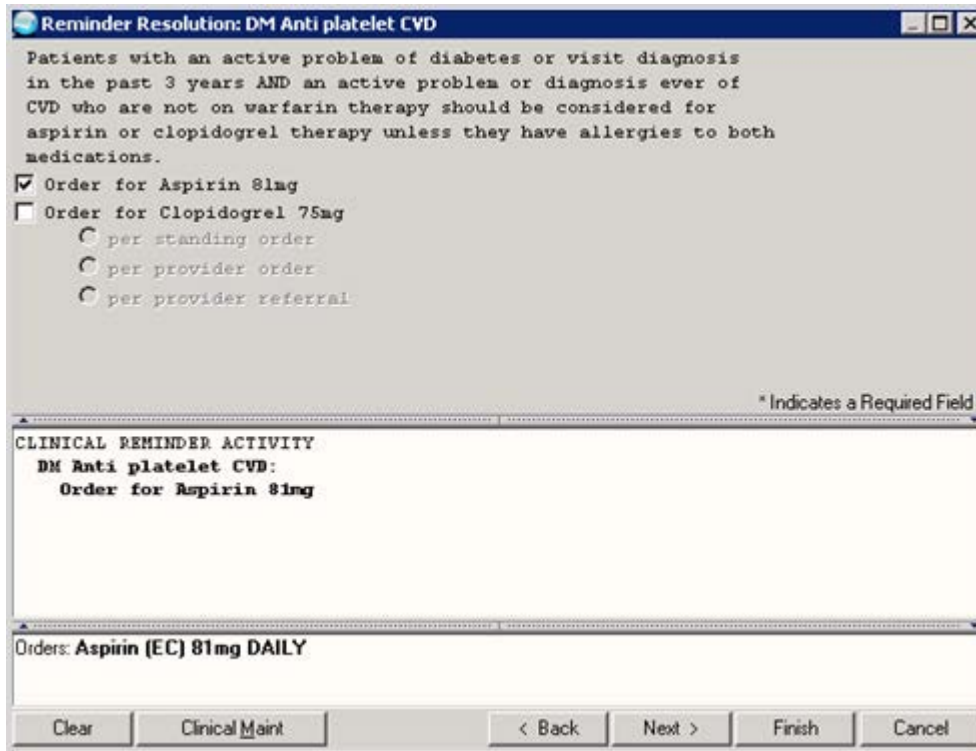 Reminder Resolution: DM Anti platelet CVD
Patients with an active problem of diabetes or visit diagnosis
in the past 3 years AND an active problem or diagnosis ever of
CVD who are not on warfarin therapy should be considered for
aspirin or clopidogrel therapy unless they have allergies to both
medications.
Order for Aspirin 81mg
Order for Clopidogrel 75mg
per standing order
per provider order
per provider referral
* Indicates a Required Field
CLINICAL REMINDER ACTIVITY
DM Anti platelet CVD:
Order for Aspirin 81mg
Orders: Aspirin (EC) 81mg DAILY
Clear Clinical Maint < Back Next > Finish Cancel